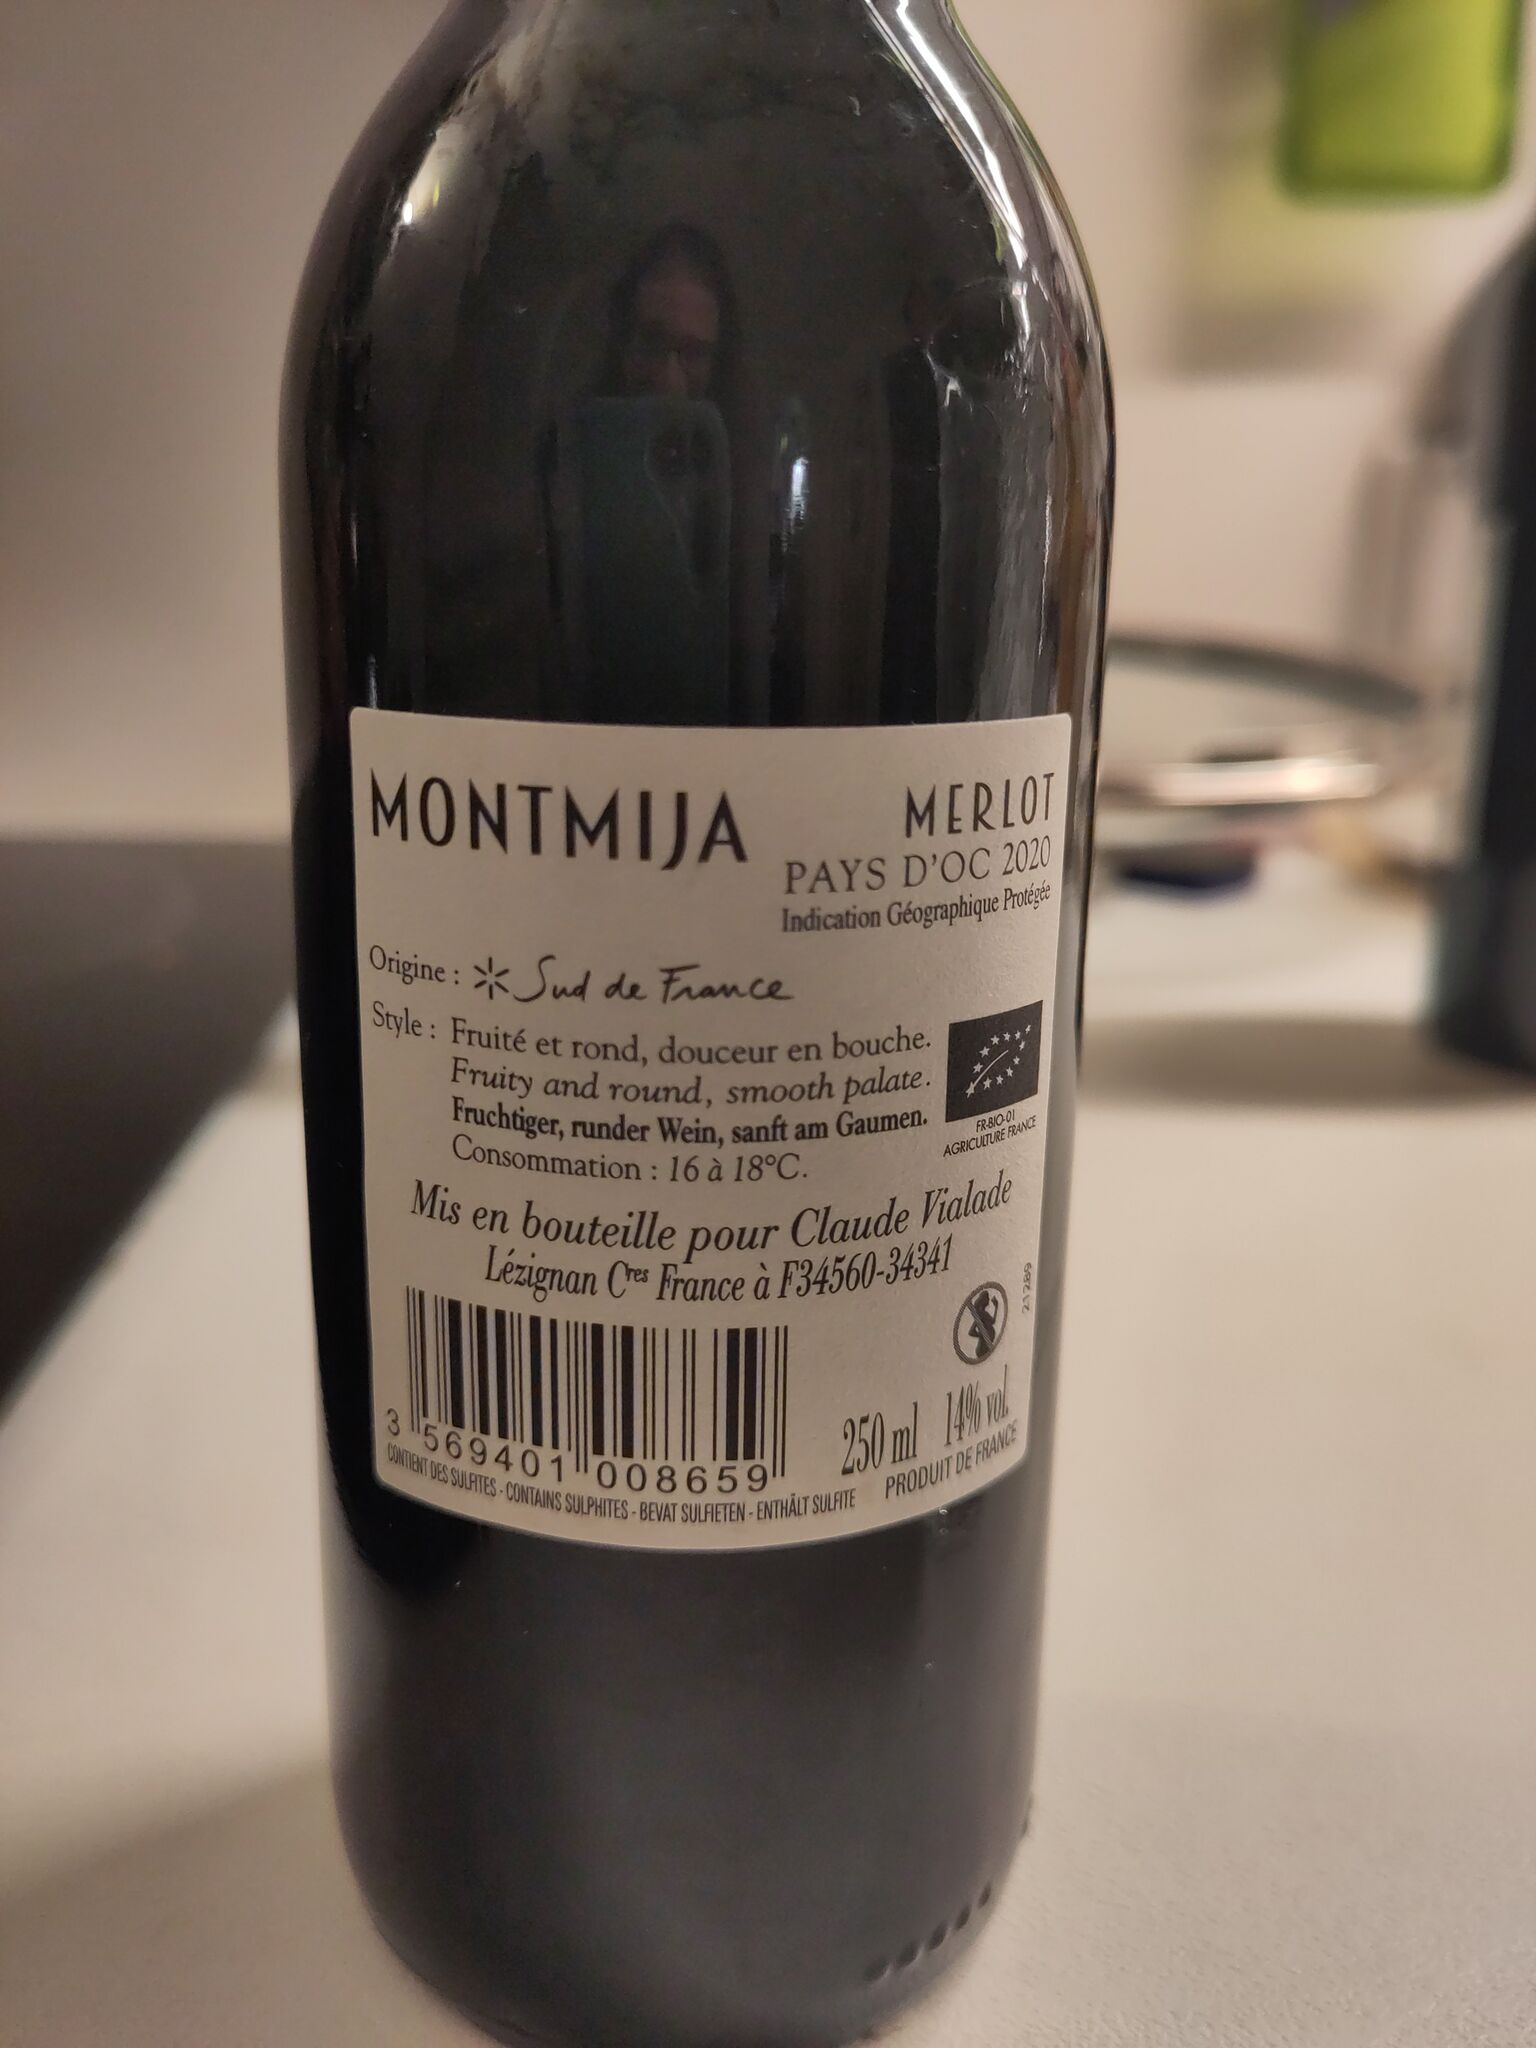 MONTMIJA
MERLOT
PAYS D'OC 2020
Indication Géographique Protégée
Origine : Sud de France
Style : Fruité et rond, douceur en bouche.
Fruity and round, smooth palate.
Fruchtiger, runder Wein, sanft am Gaumen.
Consommation : 16 à 18°C.
FR-BIO-01
AGRICULTURE FRANCE
Mis en bouteille pour Claude Vialade
Lézignan Cres France à F34560-34341
21289
3 569401 008659
250 ml 14% vol.
PRODUIT DE FRANCE
CONTIENT DES SULFITES - CONTAINS SULPHITES - BEVAT SULFIETEN - ENTHÄLT SULFITE